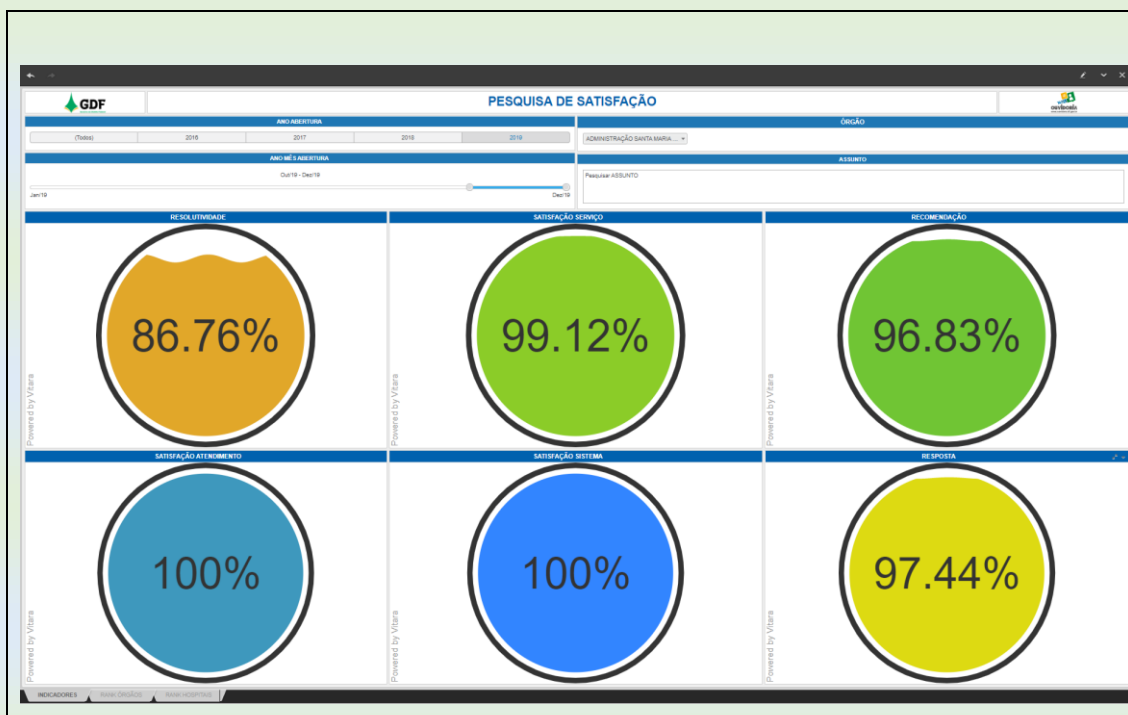 GDF
PESQUISA DE SATISFAÇÃO
ouvidoria
ANO ABERTURA
ÓRGÃO
(Todos) 2016 2017 2018 2019
ADMINISTRAÇÃO SANTA MARIA ...
ANO MÊS ABERTURA
ASSUNTO
Out/19 - Dez/19
Pesquisar ASSUNTO
Jan/19 Dez/19
RESOLUTIVIDADE
SATISFAÇÃO SERVIÇO
RECOMENDAÇÃO
86.76%
99.12%
96.83%
Powered by Vitara
Powered by Vitara
Powered by Vitara
SATISFAÇÃO ATENDIMENTO
SATISFAÇÃO SISTEMA
RESPOSTA
100%
100%
97.44%
Powered by Vitara
Powered by Vitara
Powered by Vitara
INDICADORES RANK ÓRGÃOS RANK HOSPITAIS